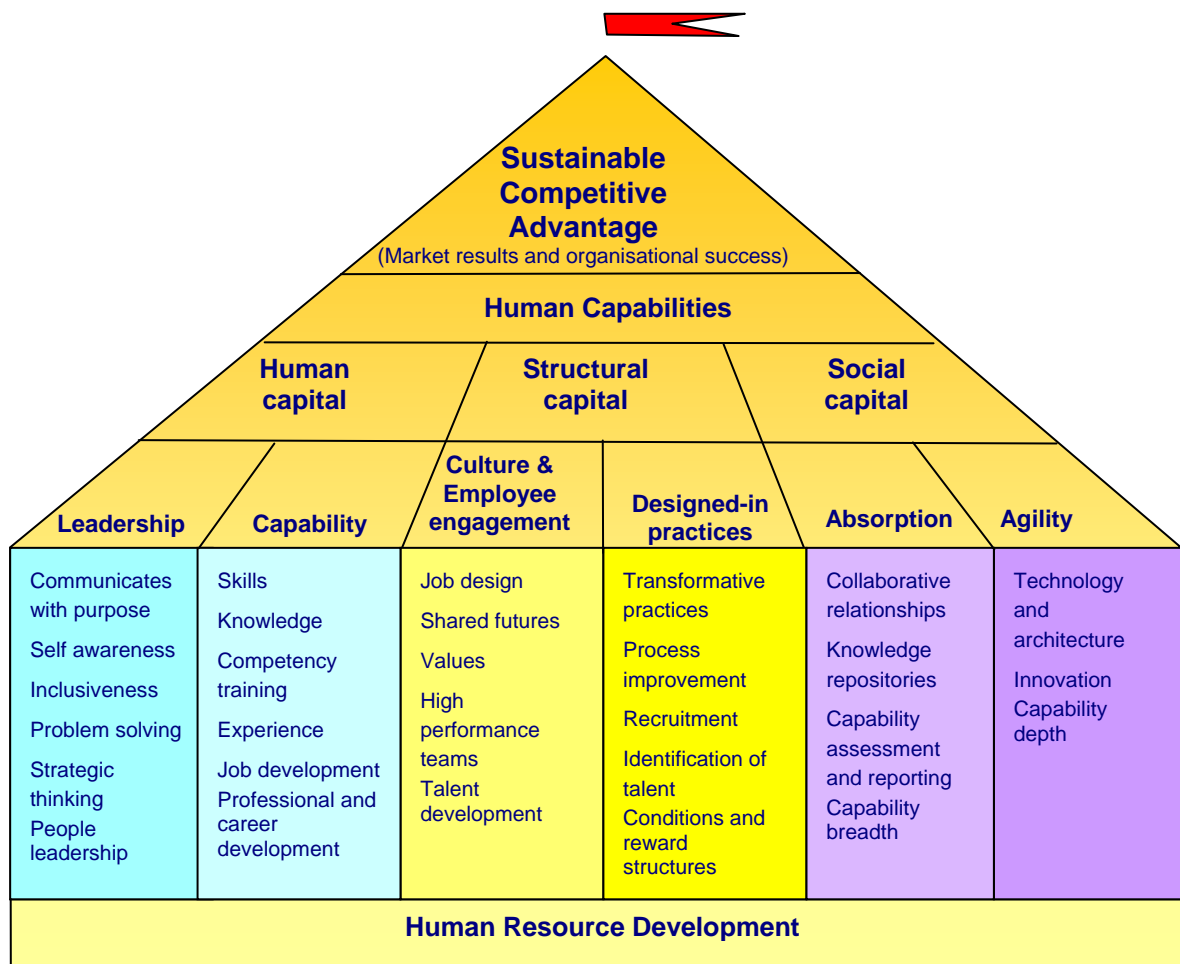 Sustainable
Competitive
Advantage
(Market results and organisational success)
Human Capabilities
Human
capital
Structural
capital
Social
capital
Leadership
Capability
Culture &
Employee
engagement
Designed-in
practices
Absorption
Agility
Communicates
with purpose
Self awareness
Inclusiveness
Problem solving
Strategic
thinking
People
leadership
Skills
Knowledge
Competency
training
Experience
Job development
Professional and
career
development
Job design
Shared futures
Values
High
performance
teams
Talent
development
Transformative
practices
Process
improvement
Recruitment
Identification of
talent
Conditions and
reward
structures
Collaborative
relationships
Knowledge
repositories
Capability
assessment
and reporting
Capability
breadth
Technology
and
architecture
Innovation
Capability
depth
Human Resource Development